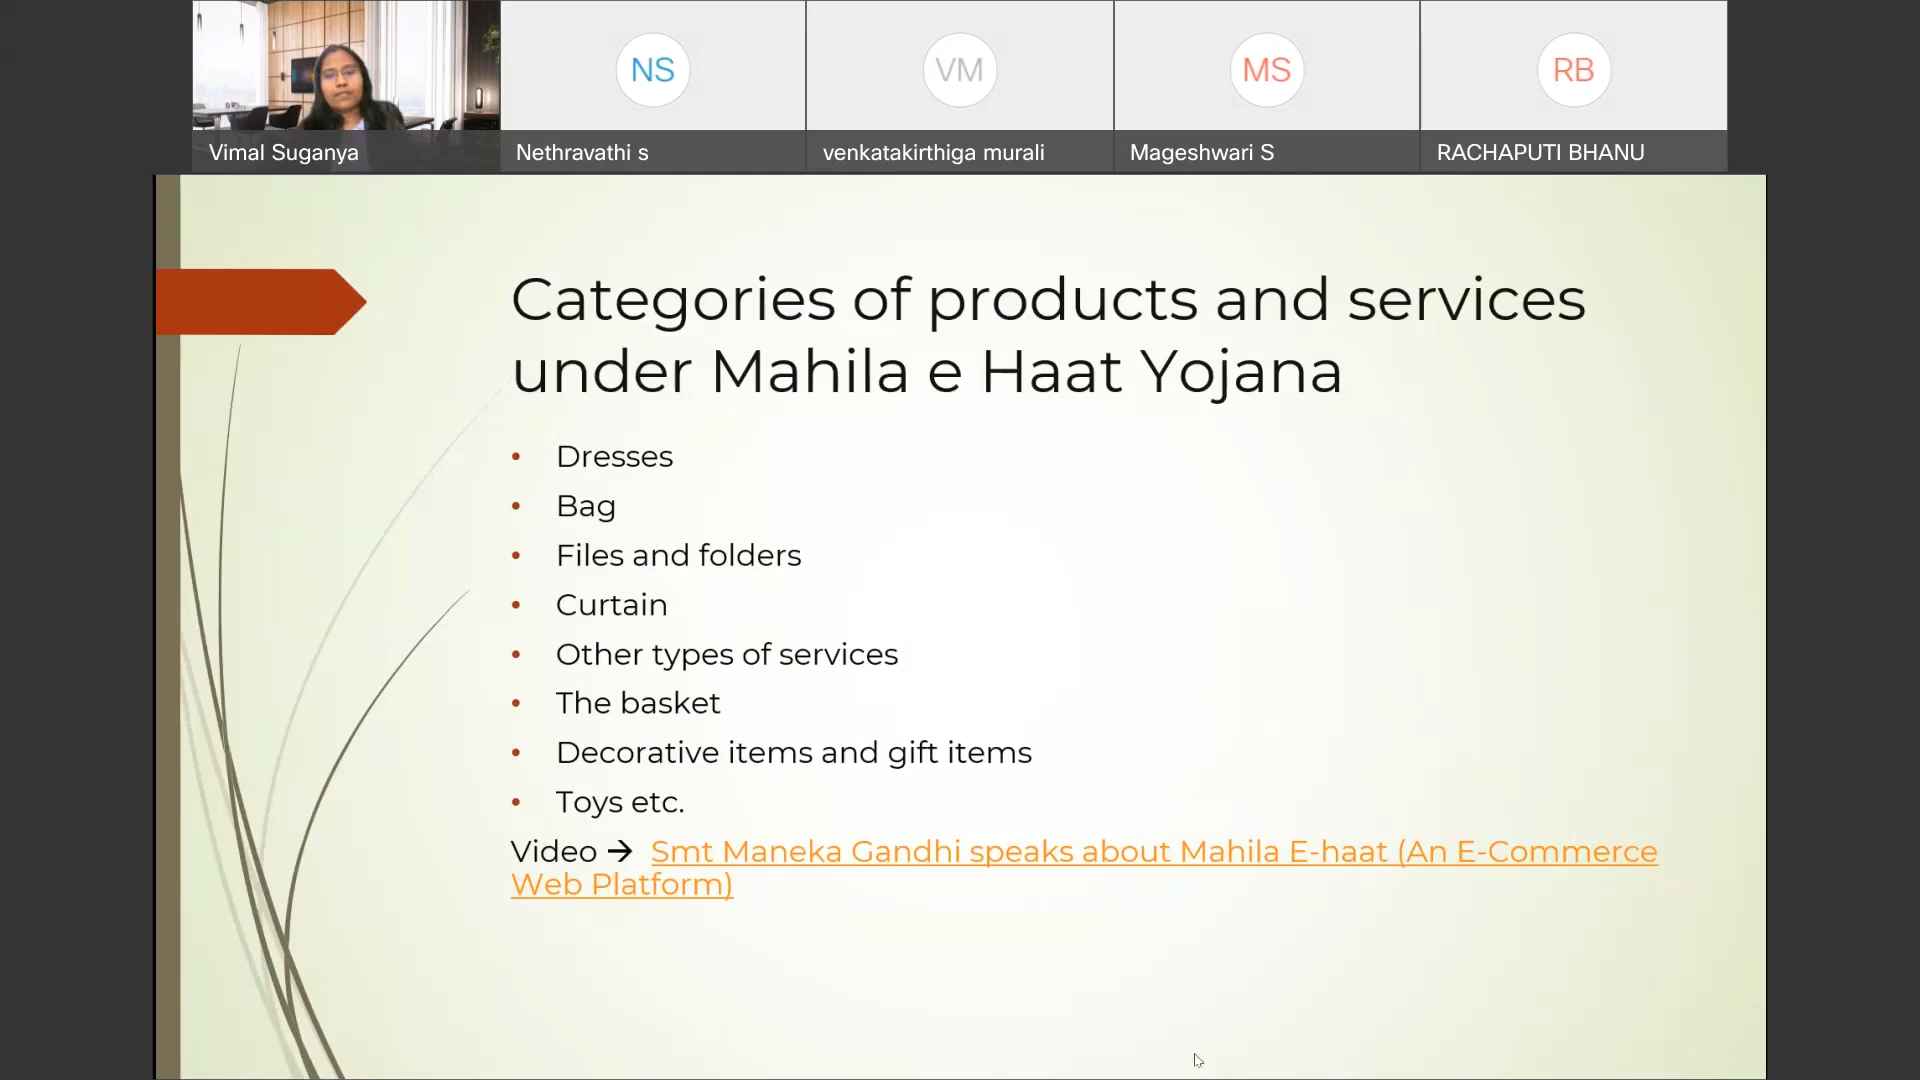 NS
VM
MS
RB
Vimal Suganya
Nethravathi s
venkatakirthiga murali
Mageshwari S
RACHAPUTI BHANU
Categories of products and services
under Mahila e Haat Yojana
• Dresses
• Bag
• Files and folders
• Curtain
• Other types of services
• The basket
• Decorative items and gift items
• Toys etc.
Video → Smt Maneka Gandhi speaks about Mahila E-haat (An E-Commerce
Web Platform)